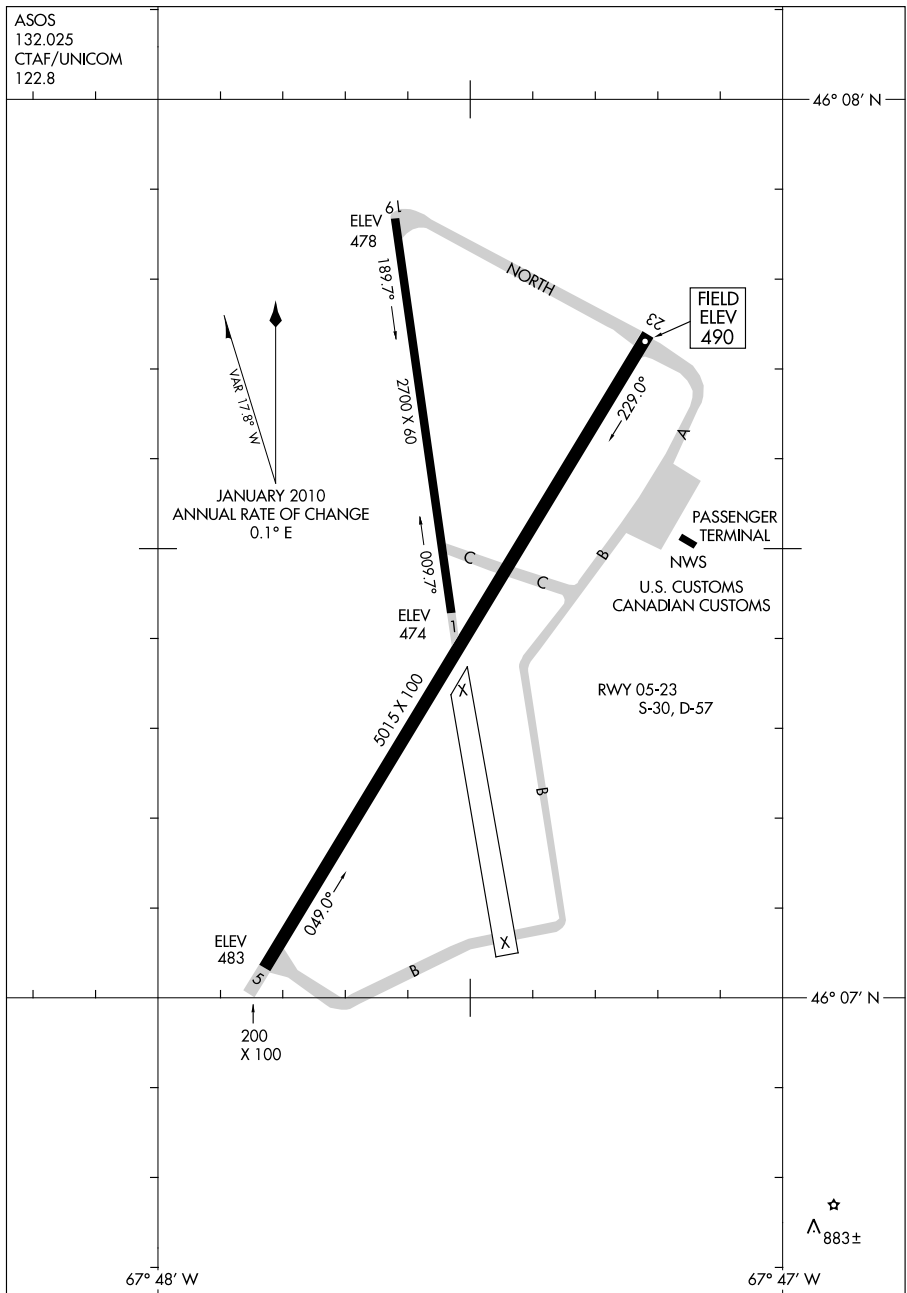 ASOS
132.025
CTAF/UNICOM
122.8
46° 08' N
19
ELEV
478
NORTH
189.7°
23
FIELD
ELEV
490
VAR 17.8° W
2700 X 60
229.0°
A
JANUARY 2010
ANNUAL RATE OF CHANGE
0.1° E
PASSENGER
TERMINAL
NWS
U.S. CUSTOMS
CANADIAN CUSTOMS
009.7°
C
C
B
ELEV
474
1
RWY 05-23
S-30, D-57
X
5015 X 100
B
049.0°
ELEV
483
X
B
5
46° 07' N
200
X 100
883±
67° 48' W
67° 47' W